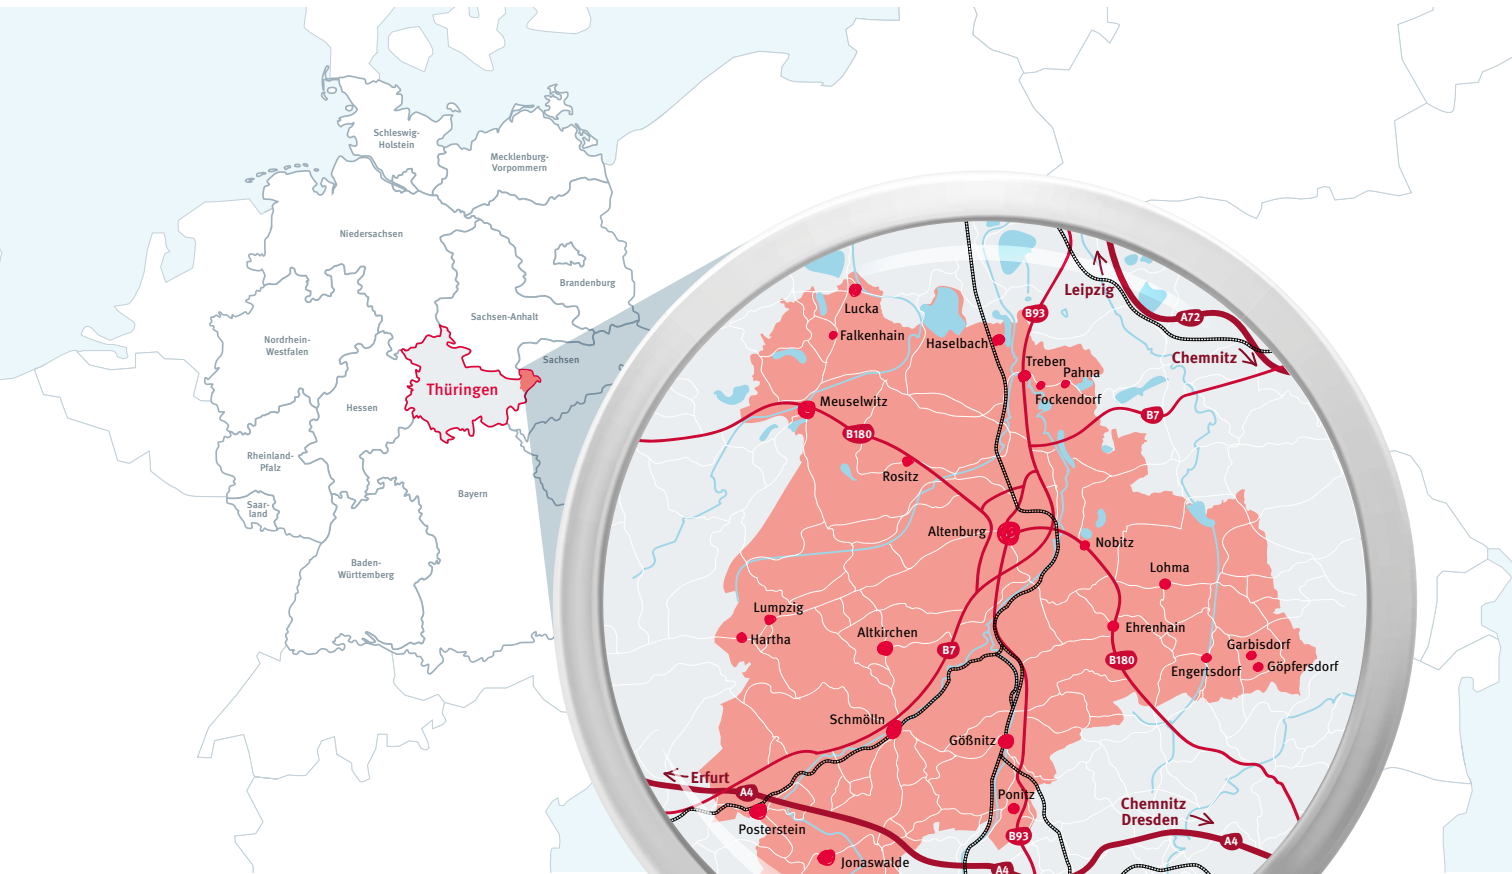 Schleswig-
Holstein
Mecklenburg-
Vorpommern
Niedersachsen
Brandenburg
Sachsen-Anhalt
Nordrhein-
Westfalen
Sachsen
Thüringen
Hessen
Rheinland-
Pfalz
Saar-
land
Bayern
Baden-
Württemberg
Leipzig
Lucka
B93
A72
Falkenhain
Haselbach
Chemnitz
Treben
Pahna
Fockendorf
Meuselwitz
B7
B180
Rositz
Altenburg
Nobitz
Lohma
Lumpzig
Hartha
Altkirchen
Ehrenhain
B7
B180
Garbisdorf
Engertsdorf
Göpfersdorf
Schmölln
Gößnitz
Erfurt
A4
Ponitz
Chemnitz
Dresden
Posterstein
B93
A4
Jonaswalde
A4